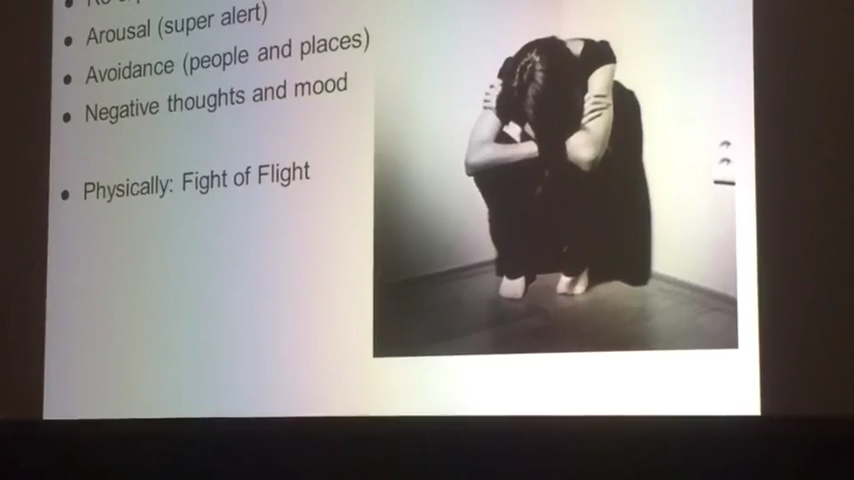 Arousal (super alert)
Avoidance (people and places)
Negative thoughts and mood
Physically: Fight of Flight